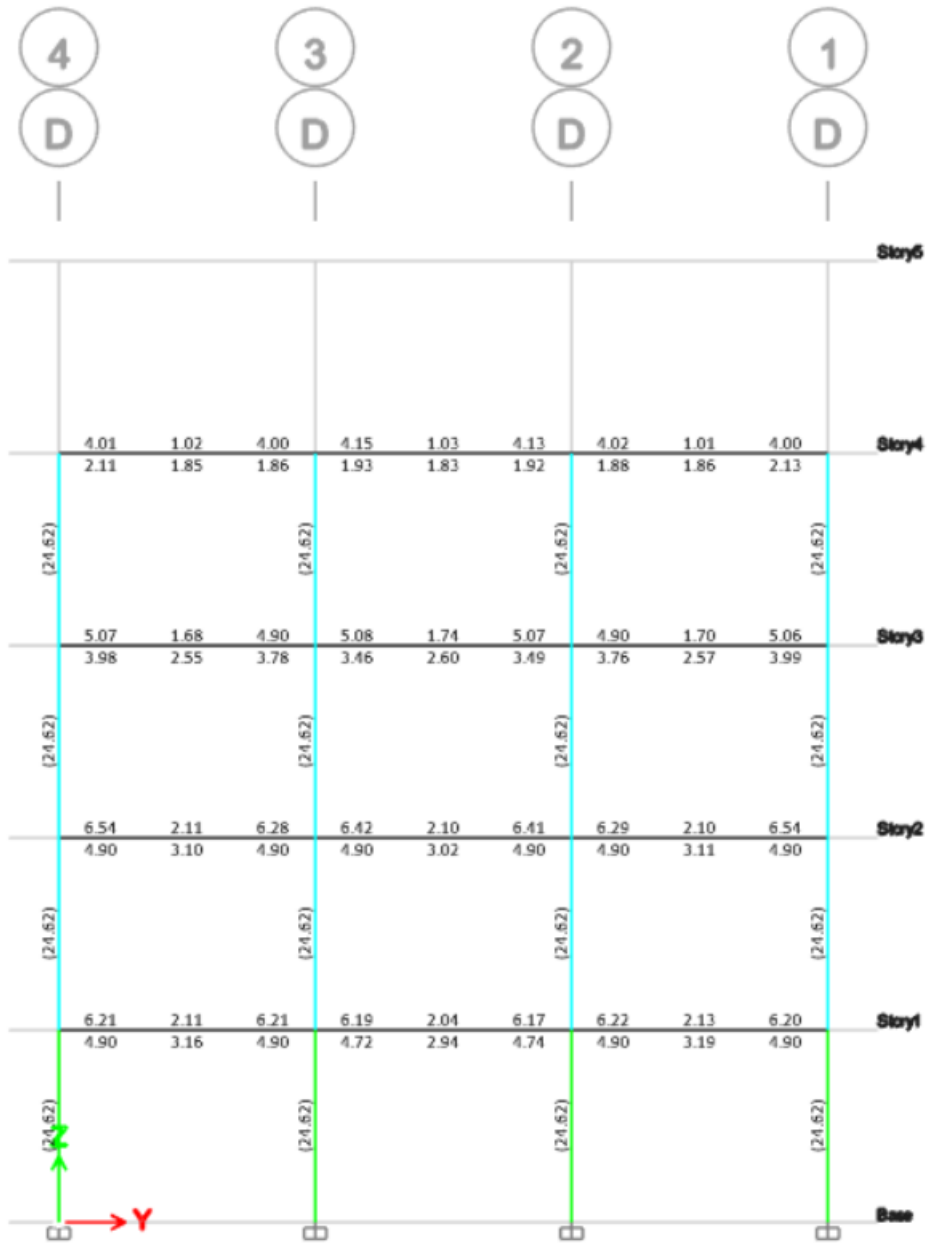 4 3 2 1
D D D D
Story5
4.01 1.02 4.00 4.15 1.03 4.13 4.02 1.01 4.00 Story4
2.11 1.85 1.86 1.93 1.83 1.92 1.88 1.86 2.13
(24.62) (24.62) (24.62) (24.62)
5.07 1.68 4.90 5.08 1.74 5.07 4.90 1.70 5.06 Story3
3.98 2.55 3.78 3.46 2.60 3.49 3.76 2.57 3.99
(24.62) (24.62) (24.62) (24.62)
6.54 2.11 6.28 6.42 2.10 6.41 6.29 2.10 6.54 Story2
4.90 3.10 4.90 4.90 3.02 4.90 4.90 3.11 4.90
(24.62) (24.62) (24.62) (24.62)
6.21 2.11 6.21 6.19 2.04 6.17 6.22 2.13 6.20 Story1
4.90 3.16 4.90 4.72 2.94 4.74 4.90 3.19 4.90
(24.62) (24.62) (24.62) (24.62)
Z
Y Base